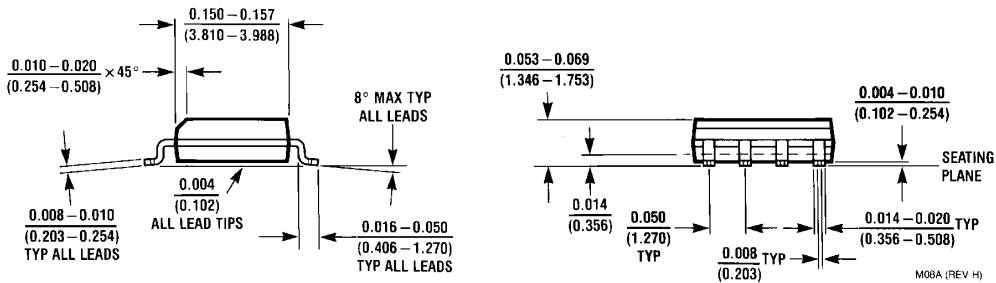 0.150 – 0.157
(3.810 – 3.988)
0.010 – 0.020 × 45°
(0.254 – 0.508)
8° MAX TYP
ALL LEADS
0.004
(0.102)
ALL LEAD TIPS
0.008 – 0.010
(0.203 – 0.254)
TYP ALL LEADS
0.016 – 0.050
(0.406 – 1.270)
TYP ALL LEADS
0.053 – 0.069
(1.346 – 1.753)
0.004 – 0.010
(0.102 – 0.254)
SEATING
PLANE
0.014
(0.356)
0.050
(1.270)
TYP
0.014 – 0.020 TYP
(0.356 – 0.508)
0.008 TYP
(0.203)
M08A (REV H)